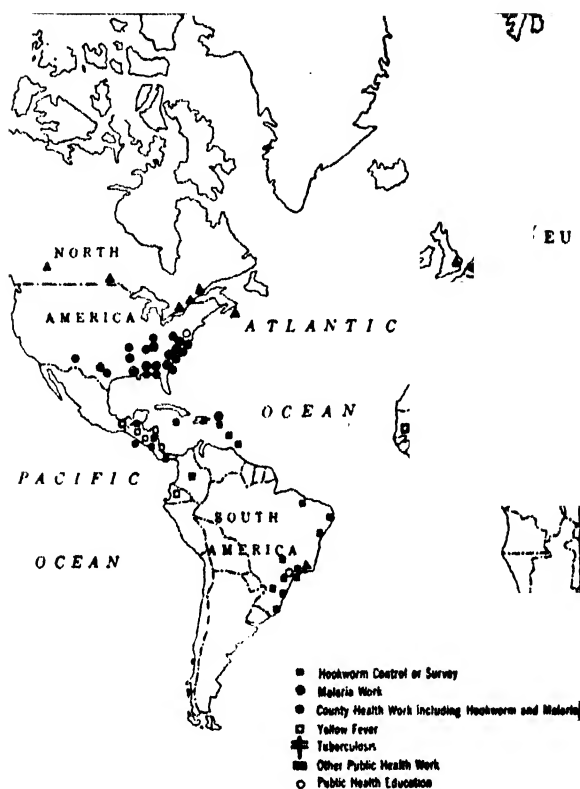 NORTH
EU
AMERICA
ATLANTIC
OCEAN
PACIFIC
SOUTH
AMERICA
OCEAN
Hookworm Control or Survey
Malaria Work
County Health Work including Hookworm and Malaria
Yellow Fever
Tuberculosis
Other Public Health Work
Public Health Education